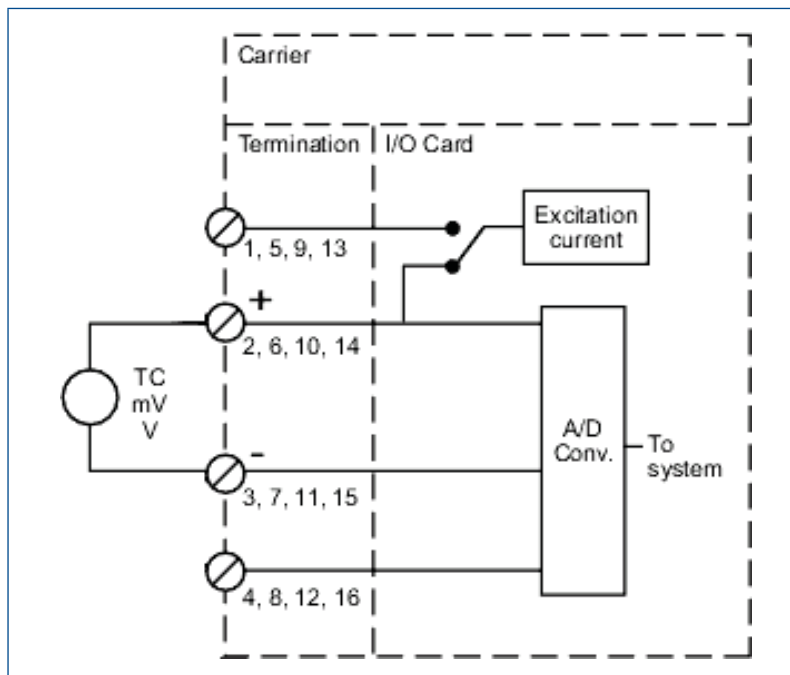 Carrier
Termination
I/O Card
Excitation
current
1, 5, 9, 13
+
2, 6, 10, 14
TC
mV
V
A/D
Conv.
To
system
-
3, 7, 11, 15
4, 8, 12, 16